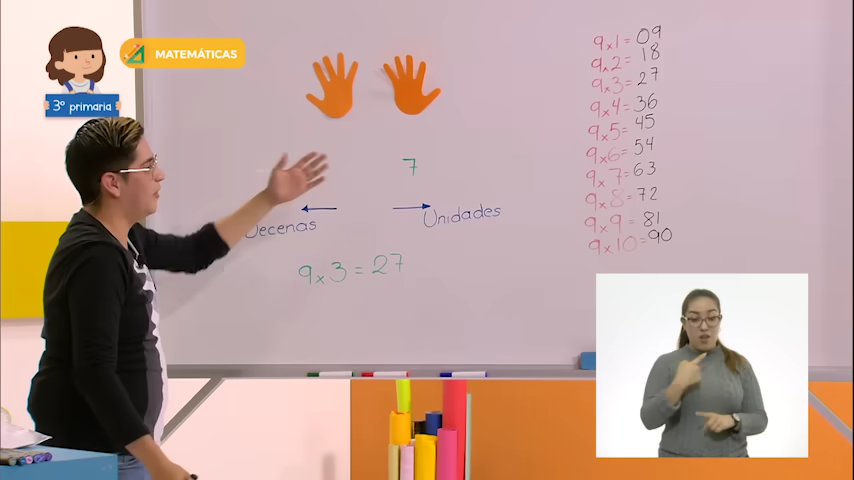 MATEMÁTICAS
3º primaria
7
Decenas
Unidades
9x3=27
9x1=09
9x2=18
9x3=27
9x4=36
9x5=45
9x6=54
9x7=63
9x8=72
9x9=81
9x10=90